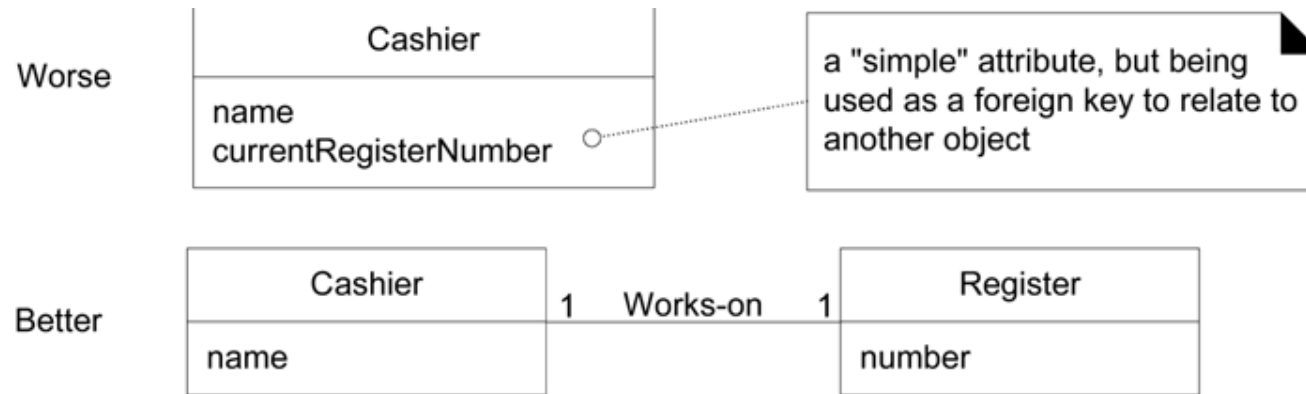 Worse
Cashier
name
currentRegisterNumber
a "simple" attribute, but being
used as a foreign key to relate to
another object
Better
Cashier
name
1 Works-on 1
Register
number